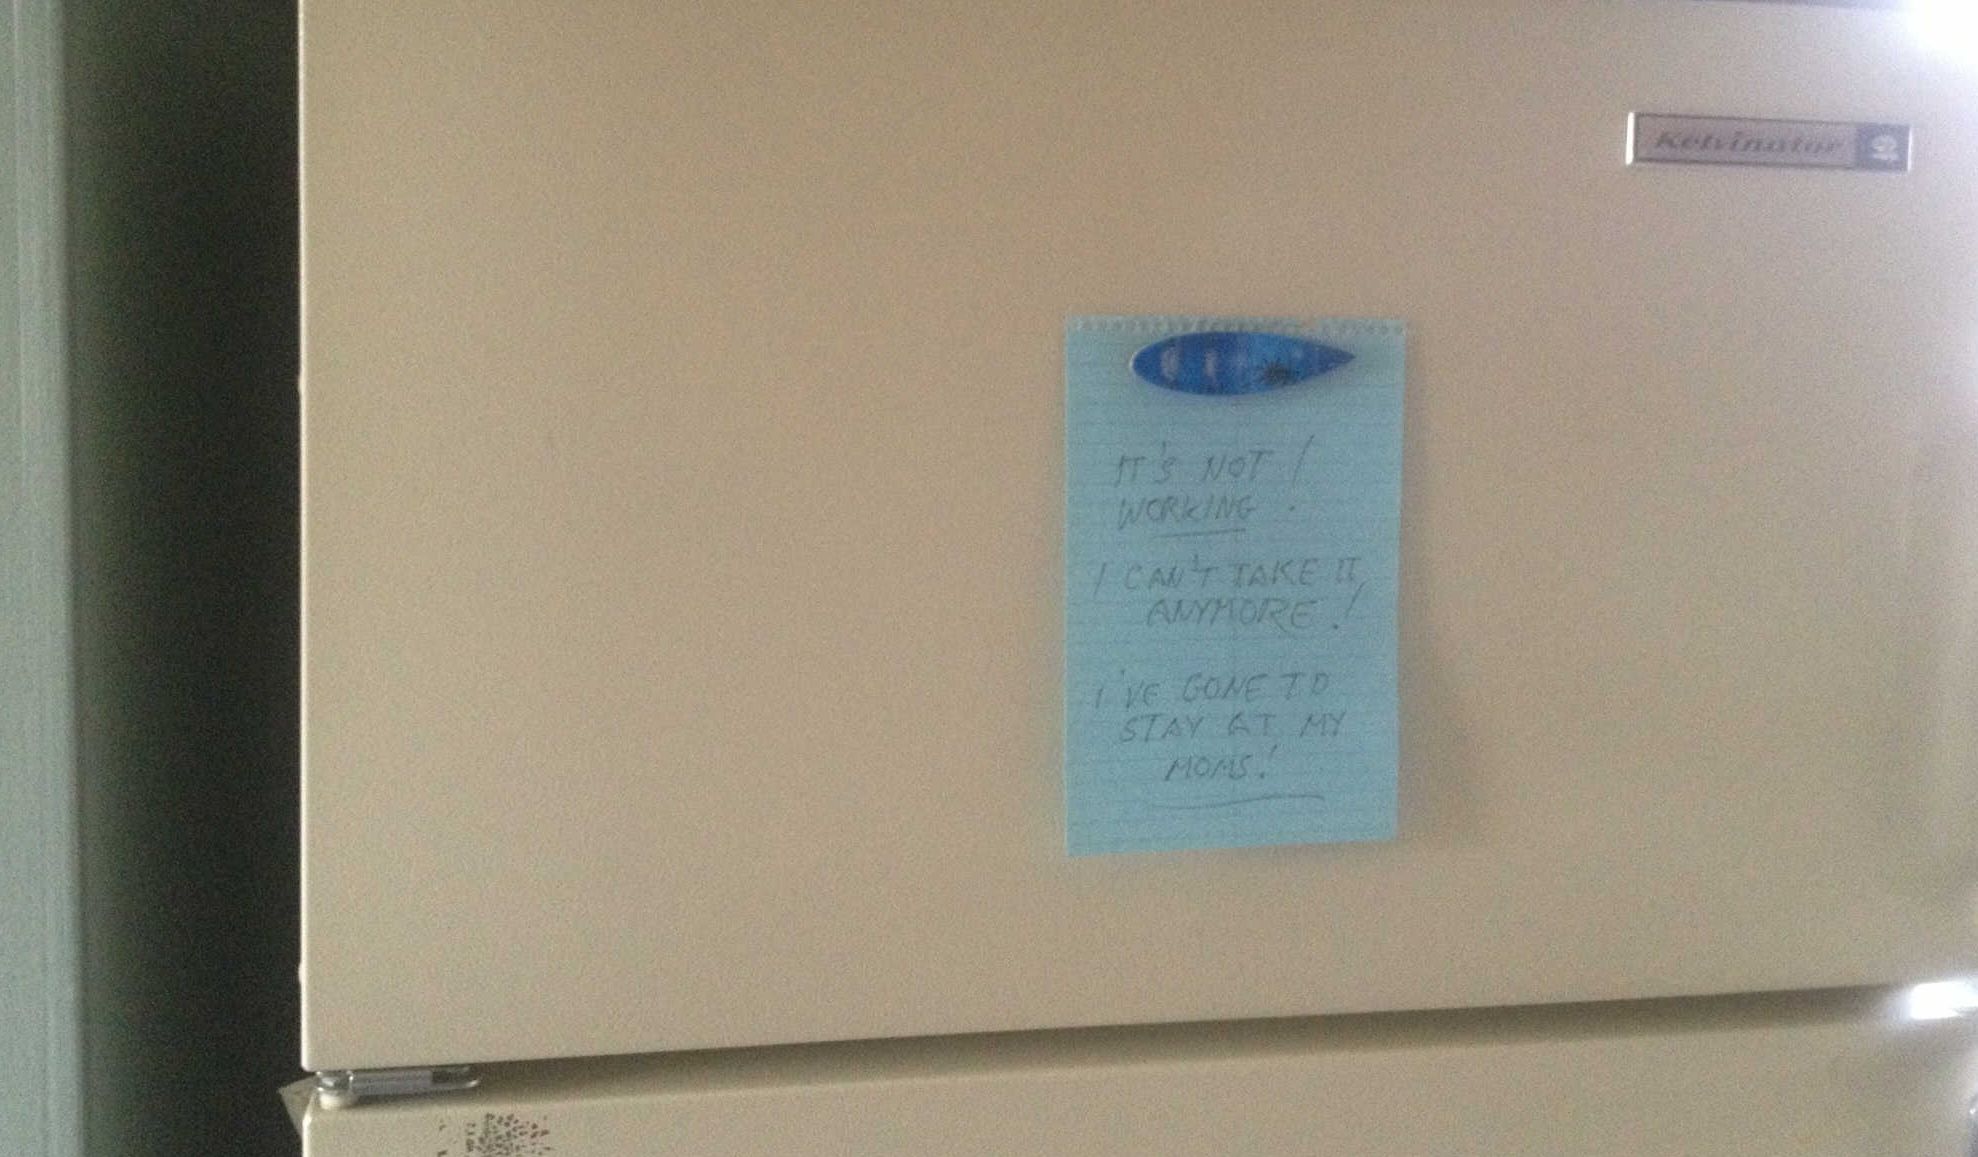 Kelvinator
IT'S NOT
WORKING !
I CAN'T TAKE IT
ANYMORE!
I'VE GONE TO
STAY AT MY
MOMS!